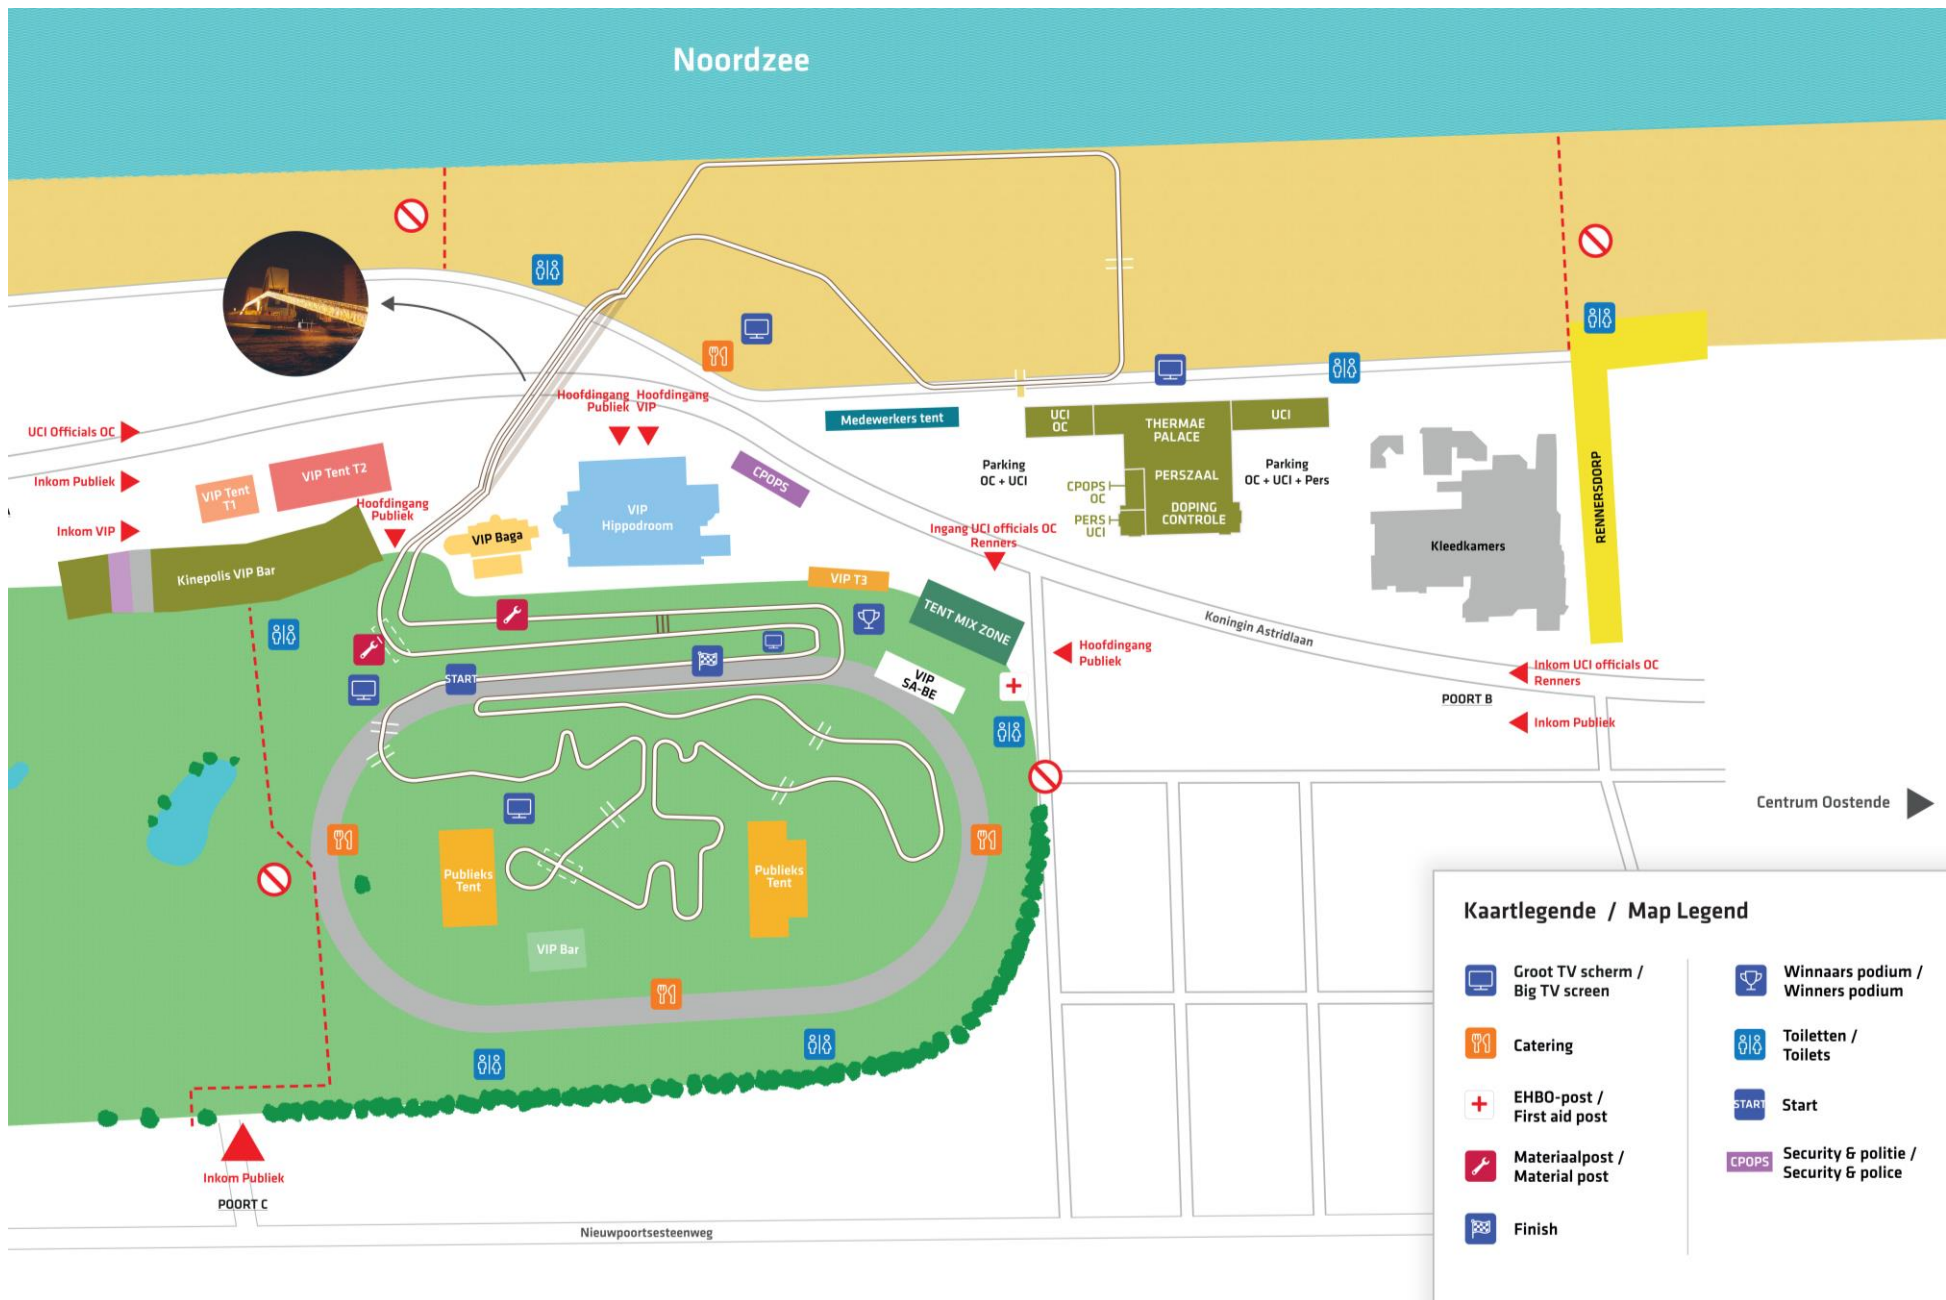 Noordzee
Hoofdingang
Publiek
Hoofdingang
VIP
Medewerkers tent
UCI
OC
THERMAE
PALACE
UCI
UCI Officials OC
Inkom Publiek
Inkom VIP
VIP Tent
T1
VIP Tent T2
Hoofdingang
Publiek
CPOPS
Parking
OC + UCI
PERSZAAL
Parking
OC + UCI + Pers
CPOPS
OC
PERS
UCI
DOPING
CONTROLE
VIP
Hippodroom
VIP Baga
Kinepolis VIP Bar
Ingang UCI officials OC
Renners
Kleedkamers
RENNERSDORP
VIP T3
TENT MIX ZONE
Koningin Astridlaan
Hoofdingang
Publiek
VIP
SA-BE
START
Inkom UCI officials OC
Renners
POORT B
Inkom Publiek
Centrum Oostende
Publieks
Tent
Publieks
Tent
VIP Bar
Inkom Publiek
POORT C
Nieuwpoortsesteenweg
Kaartlegende / Map Legend
Groot TV scherm /
Big TV screen
Catering
EHBO-post /
First aid post
Materiaalpost /
Material post
Finish
Winnaars podium /
Winners podium
Toiletten /
Toilets
START
Start
CPOPS
Security & politie /
Security & police